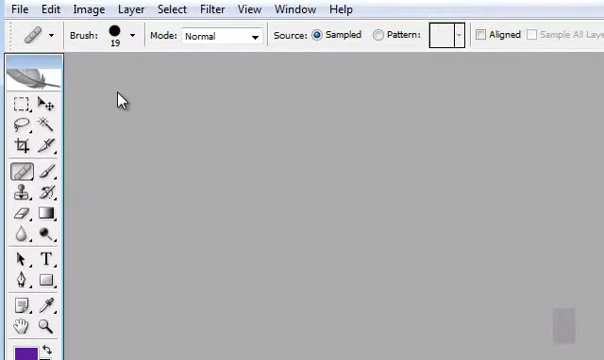 File Edit Image Layer Select Filter View Window Help
Brush: 19 Mode: Normal Source: Sampled Pattern: Aligned Sample All Laye
T